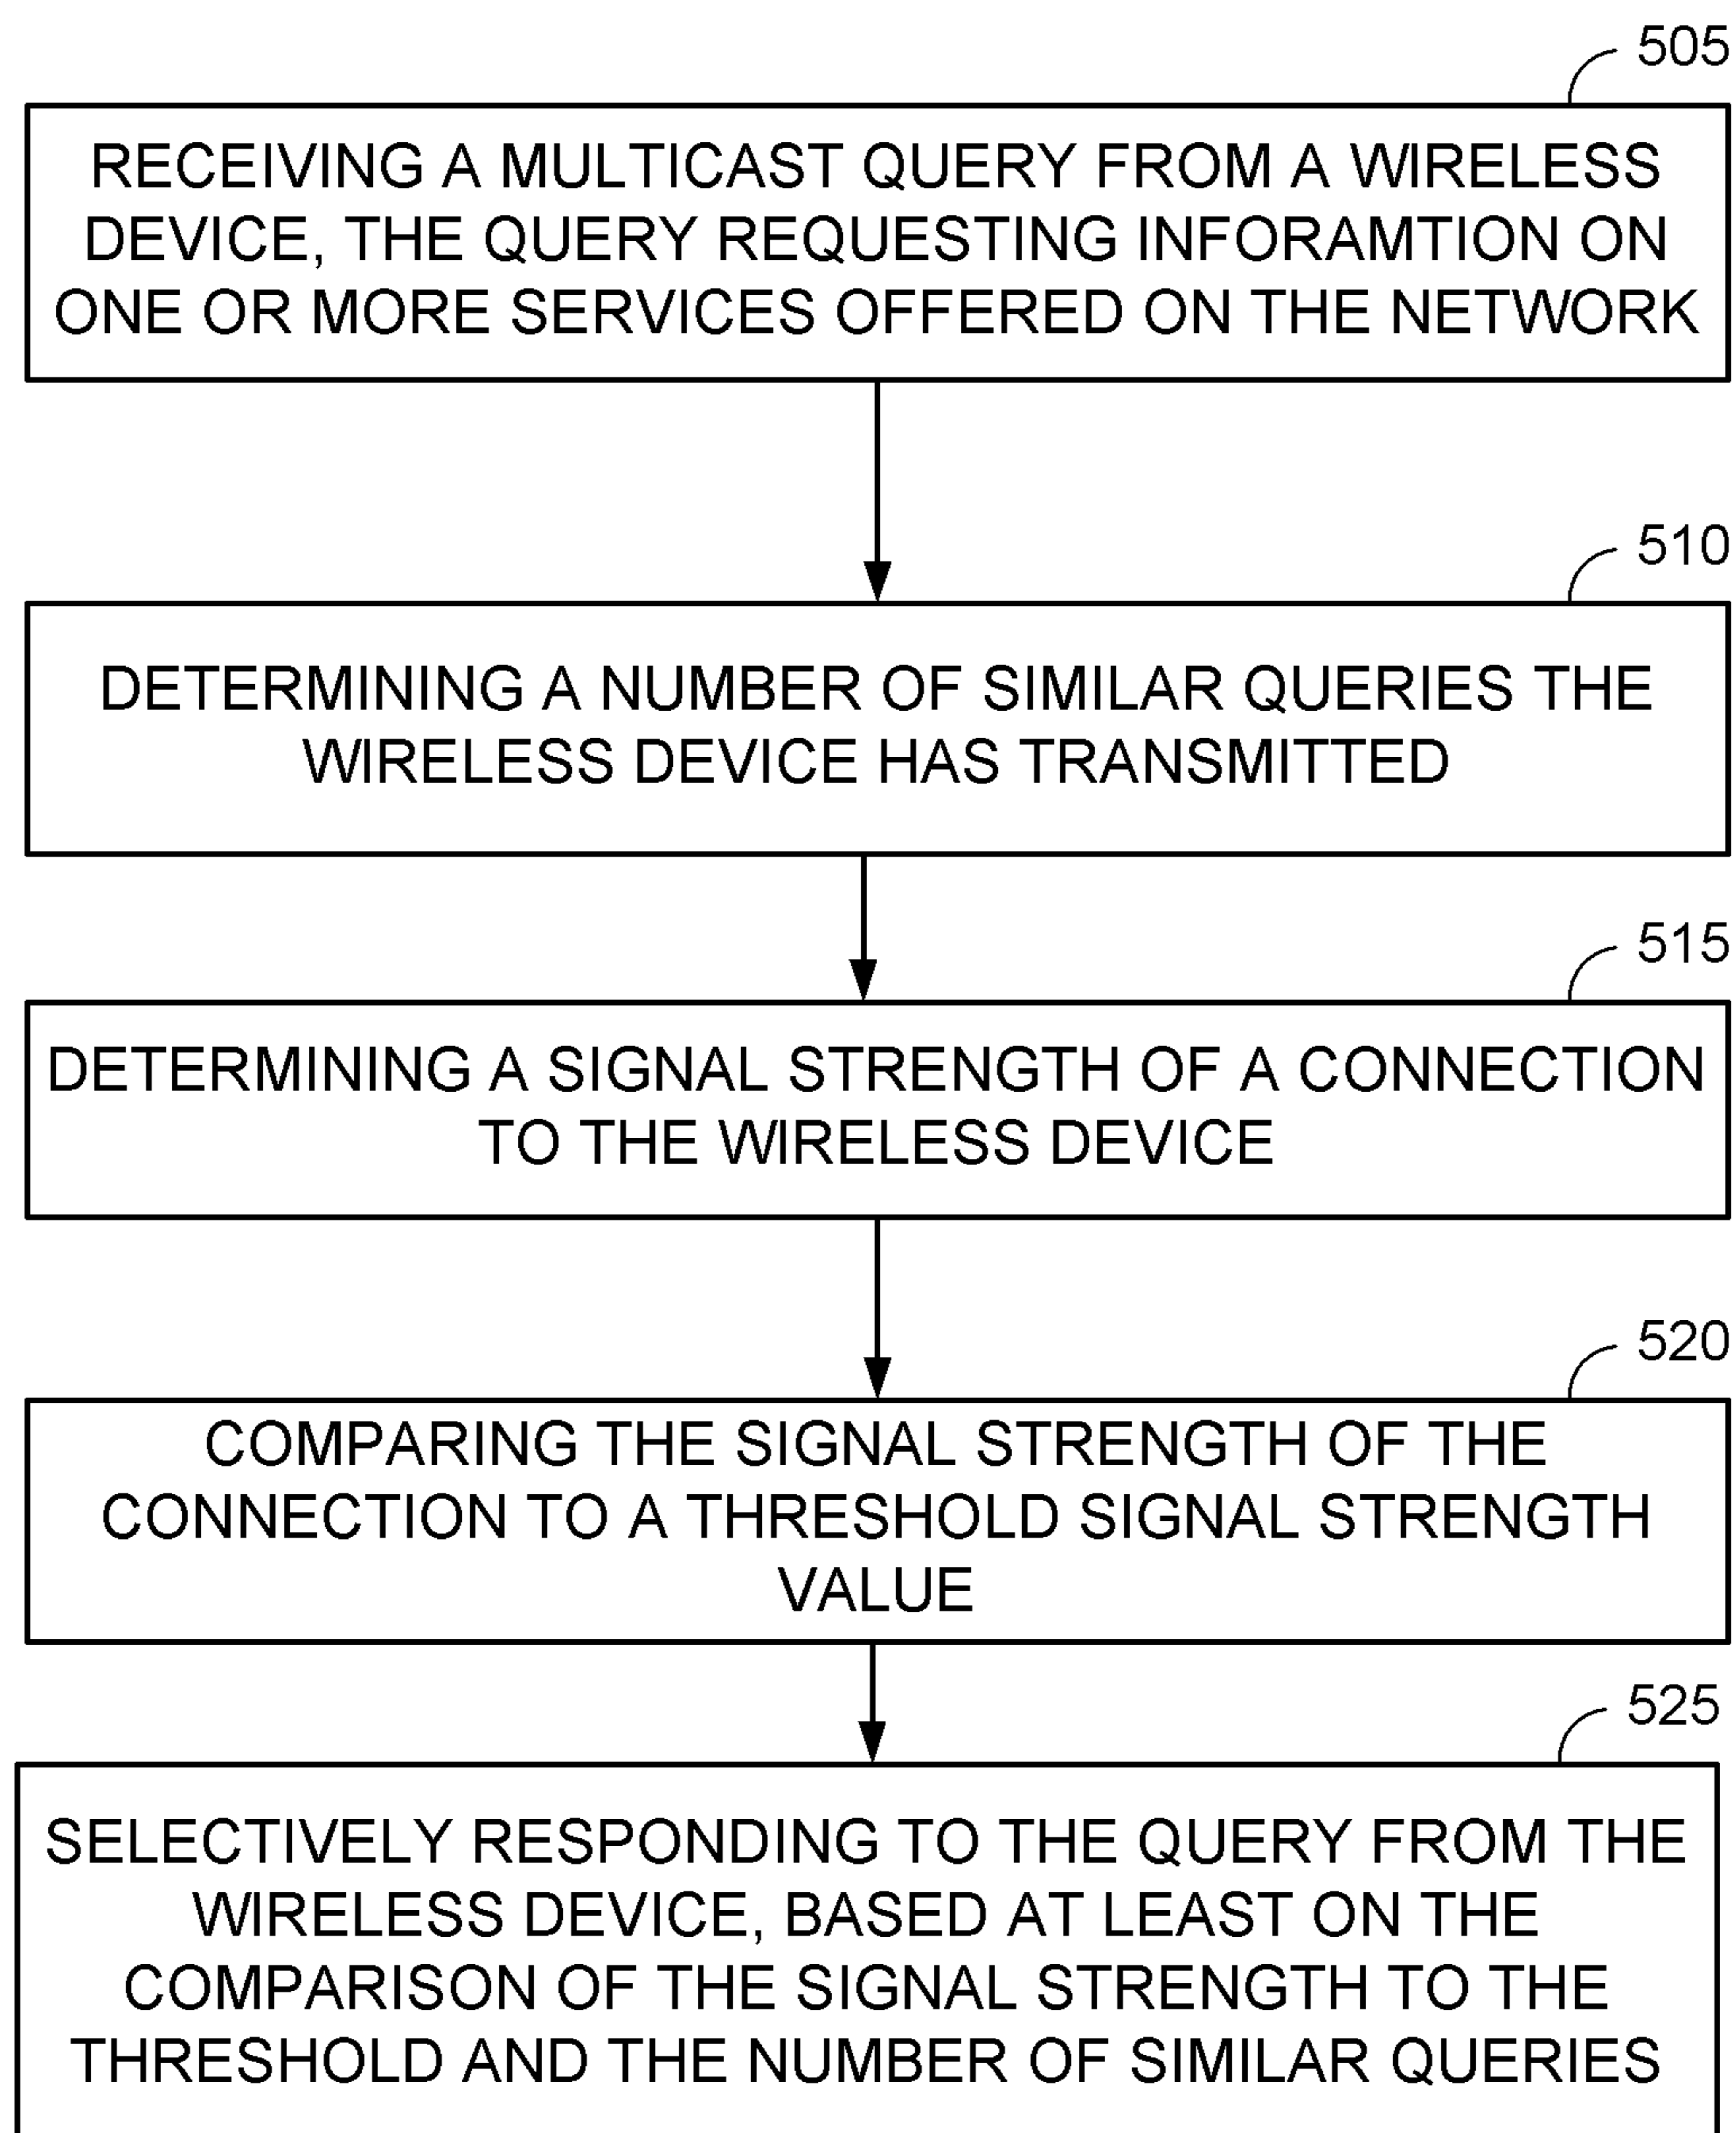 505
RECEIVING A MULTICAST QUERY FROM A WIRELESS
DEVICE, THE QUERY REQUESTING INFORAMTION ON
ONE OR MORE SERVICES OFFERED ON THE NETWORK
510
DETERMINING A NUMBER OF SIMILAR QUERIES THE
WIRELESS DEVICE HAS TRANSMITTED
515
DETERMINING A SIGNAL STRENGTH OF A CONNECTION
TO THE WIRELESS DEVICE
520
COMPARING THE SIGNAL STRENGTH OF THE
CONNECTION TO A THRESHOLD SIGNAL STRENGTH
VALUE
525
SELECTIVELY RESPONDING TO THE QUERY FROM THE
WIRELESS DEVICE, BASED AT LEAST ON THE
COMPARISON OF THE SIGNAL STRENGTH TO THE
THRESHOLD AND THE NUMBER OF SIMILAR QUERIES